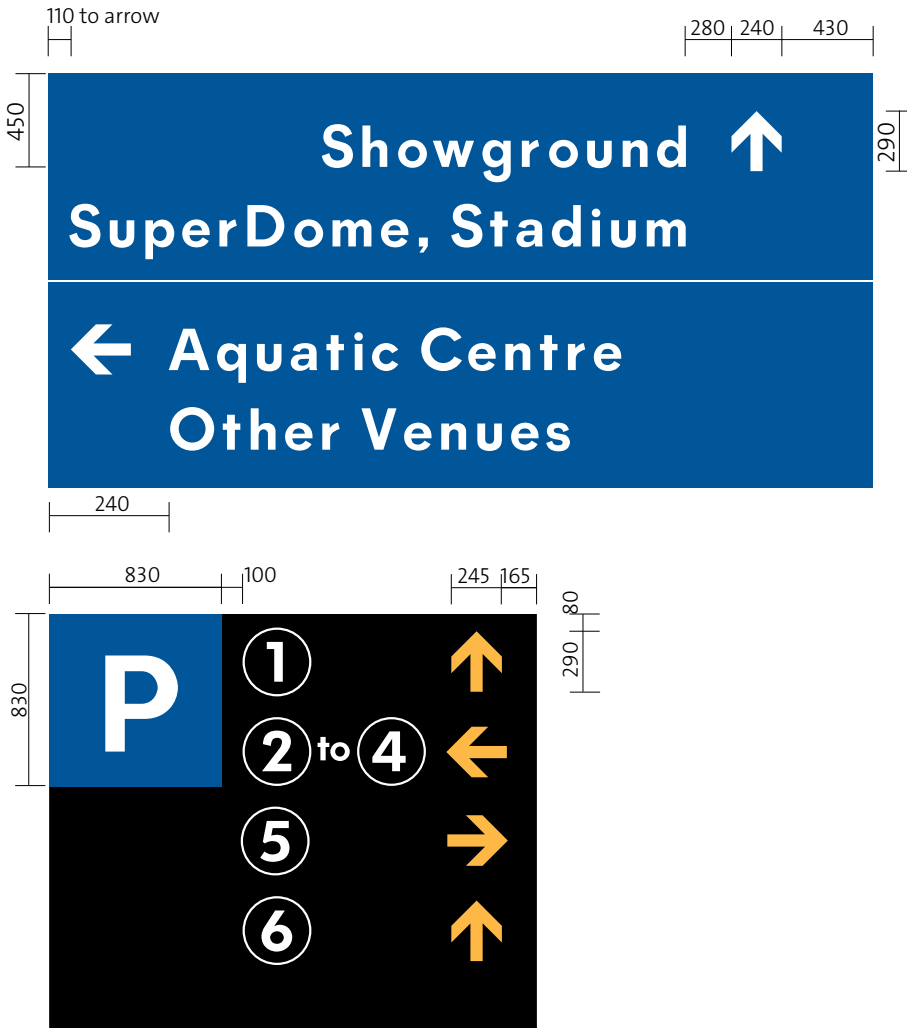 110 to arrow
280 240 430
450
290
Showground
SuperDome, Stadium
Aquatic Centre
Other Venues
240
830 100 245 165
80
290
830
P
1
2 to 4
5
6